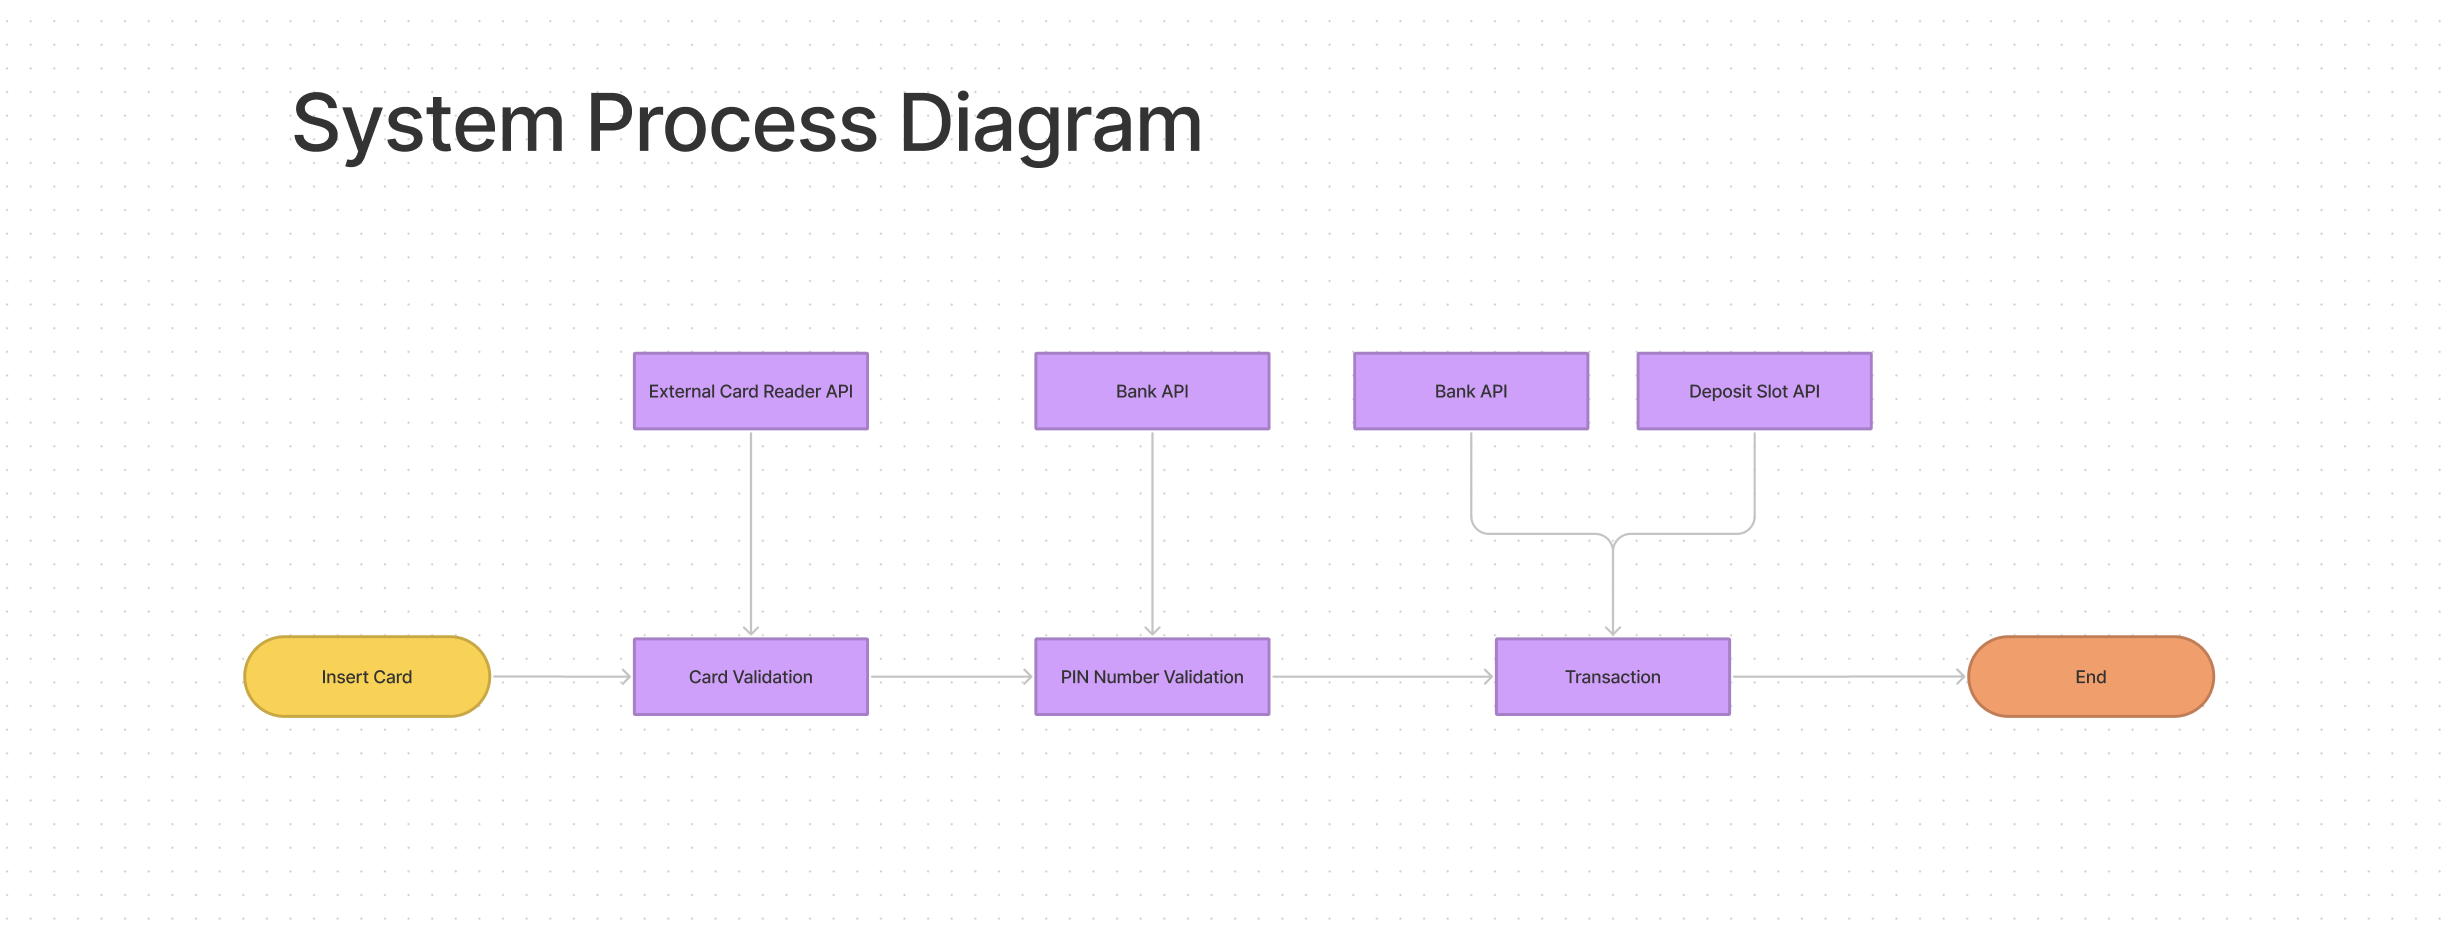 System Process Diagram
External Card Reader API
Bank API
Bank API
Deposit Slot API
Insert Card
Card Validation
PIN Number Validation
Transaction
End